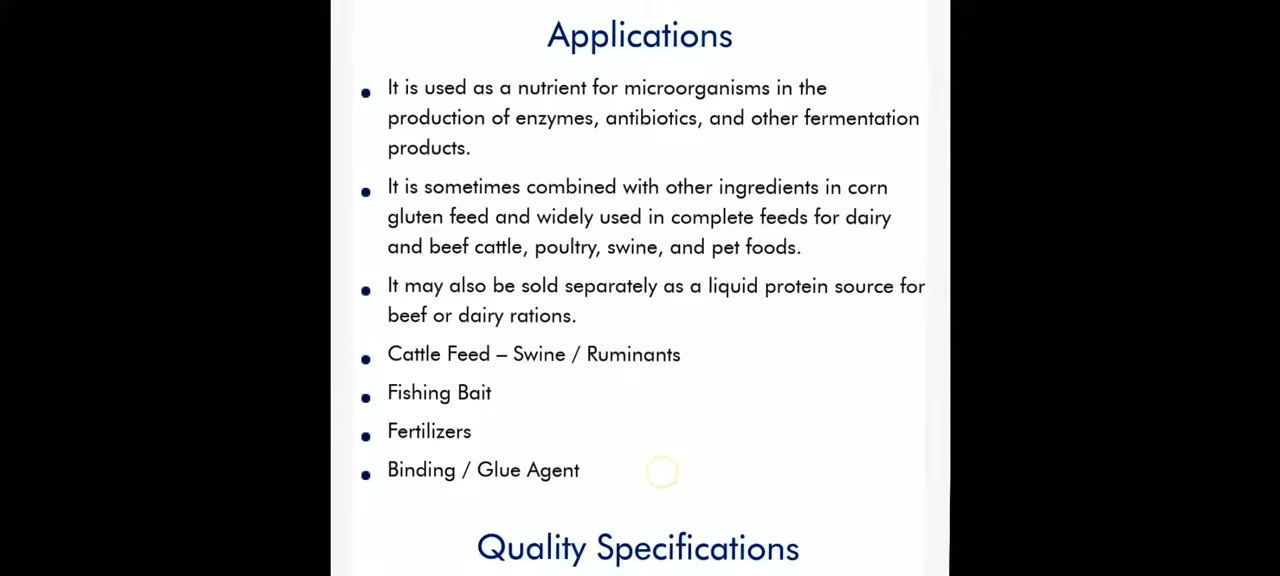 Applications
• It is used as a nutrient for microorganisms in the
production of enzymes, antibiotics, and other fermentation
products.
• It is sometimes combined with other ingredients in corn
gluten feed and widely used in complete feeds for dairy
and beef cattle, poultry, swine, and pet foods.
• It may also be sold separately as a liquid protein source for
beef or dairy rations.
• Cattle Feed – Swine / Ruminants
• Fishing Bait
• Fertilizers
• Binding / Glue Agent
Quality Specifications